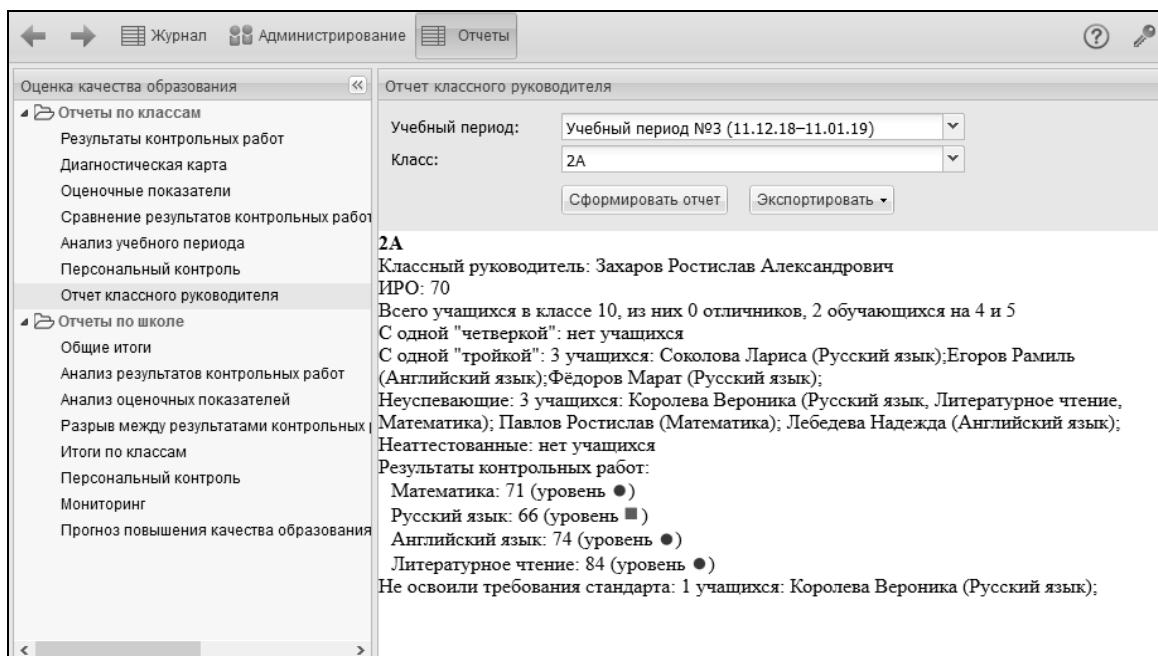 Журнал Администрирование Отчеты
Оценка качества образования
Отчеты по классам
Результаты контрольных работ
Диагностическая карта
Оценочные показатели
Сравнение результатов контрольных работ
Анализ учебного периода
Персональный контроль
Отчет классного руководителя
Отчеты по школе
Общие итоги
Анализ результатов контрольных работ
Анализ оценочных показателей
Разрыв между результатами контрольных
Итоги по классам
Персональный контроль
Мониторинг
Прогноз повышения качества образования
Отчет классного руководителя
Учебный период: Учебный период №3 (11.12.18–11.01.19)
Класс: 2А
Сформировать отчет Экспортировать
2А
Классный руководитель: Захаров Ростислав Александрович
ИРО: 70
Всего учащихся в классе 10, из них 0 отличников, 2 обучающихся на 4 и 5
С одной "четверкой": нет учащихся
С одной "тройкой": 3 учащихся: Соколова Лариса (Русский язык);Егоров Рамиль
(Английский язык);Фёдоров Марат (Русский язык);
Неуспевающие: 3 учащихся: Королева Вероника (Русский язык, Литературное чтение,
Математика); Павлов Ростислав (Математика); Лебедева Надежда (Английский язык);
Неаттестованные: нет учащихся
Результаты контрольных работ:
Математика: 71 (уровень ●)
Русский язык: 66 (уровень ■)
Английский язык: 74 (уровень ●)
Литературное чтение: 84 (уровень ●)
Не освоили требования стандарта: 1 учащихся: Королева Вероника (Русский язык);